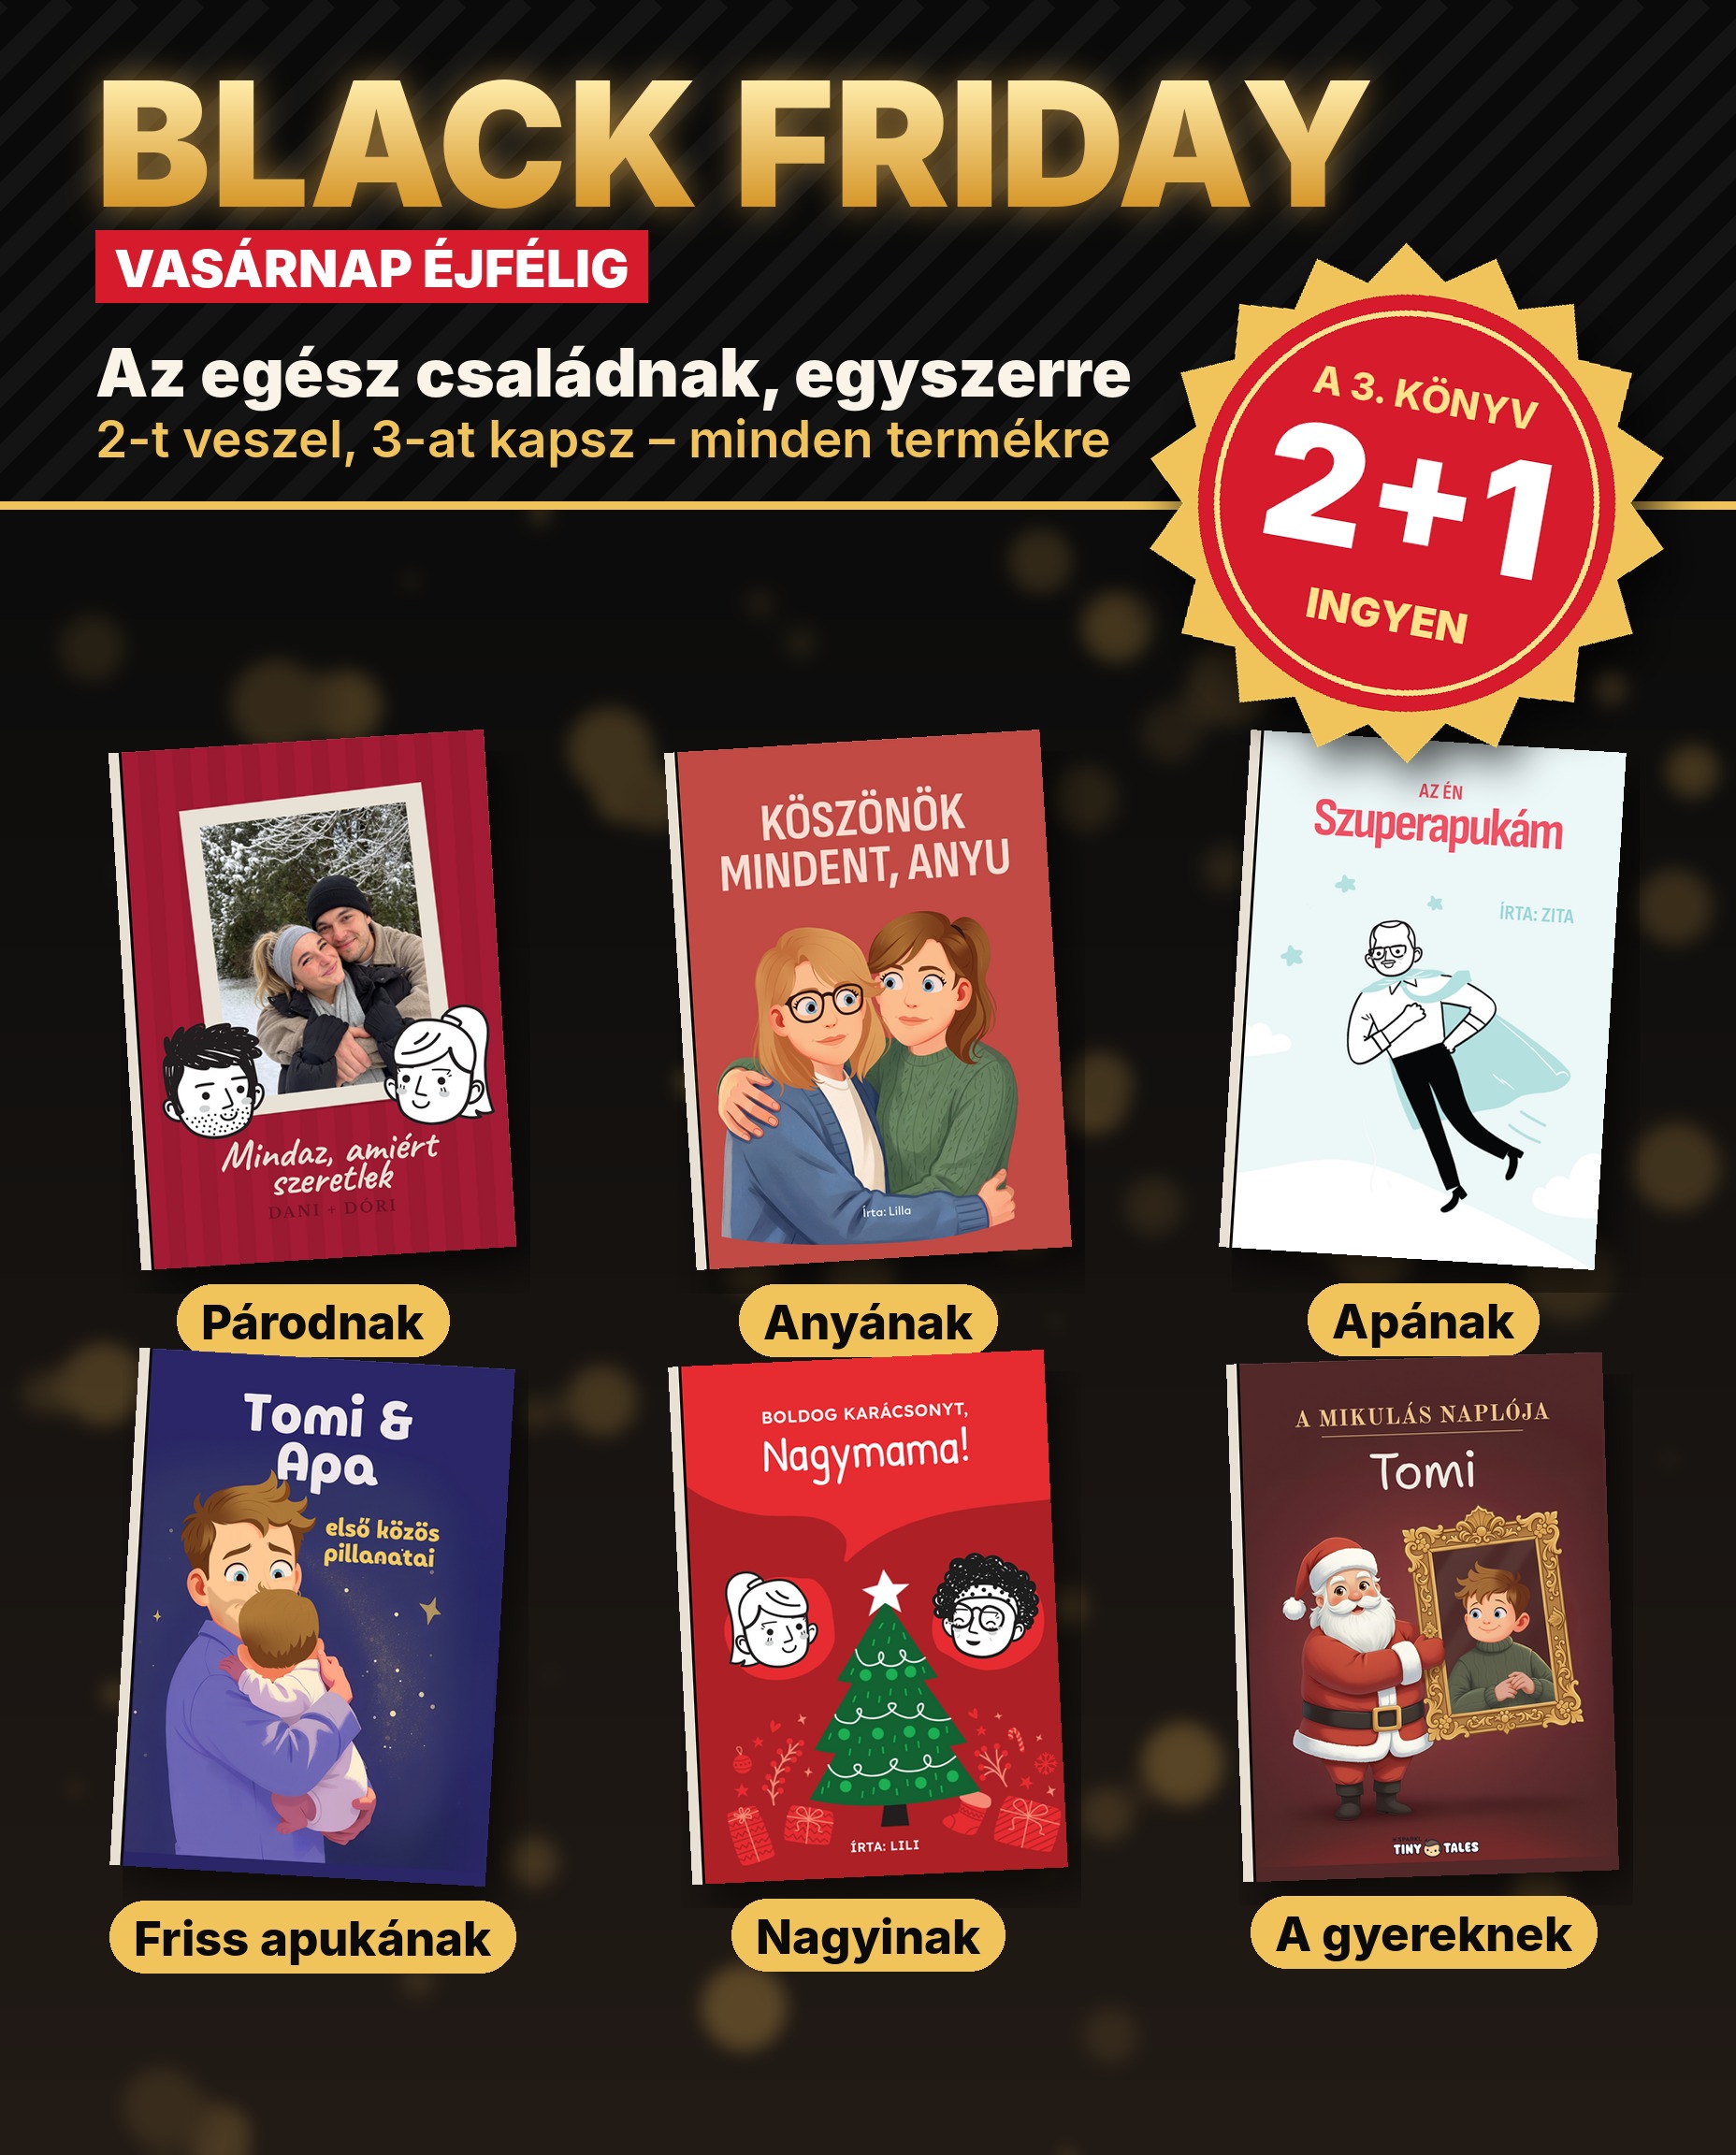 BLACK FRIDAY
VASÁRNAP ÉJFÉLIG
Az egész családnak, egyszerre
2-t veszel, 3-at kapsz – minden termékre
A 3. KÖNYV
2+1
INGYEN
Mindaz, amiért
szeretlek
DANI + DÓRI
Párodnak
KÖSZÖNÖK
MINDENT, ANYU
Írta: Lilla
Anyának
AZ ÉN
Szuperapukám
ÍRTA: ZITA
Apának
Tomi &
Apa
első közös
pillanatai
Friss apukának
BOLDOG KARÁCSONYT,
Nagymama!
ÍRTA: LILI
Nagyinak
A MIKULÁS NAPLÓJA
Tomi
TINY TALES
A gyereknek